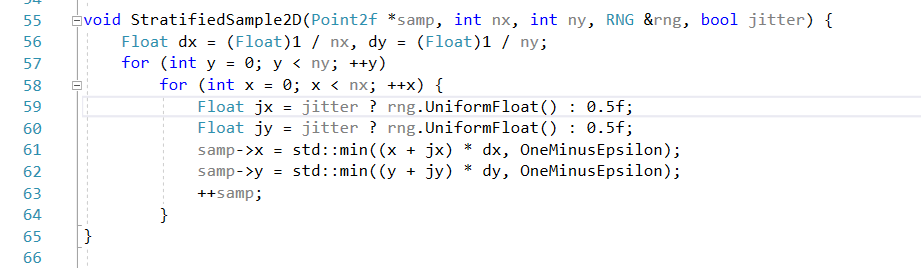 55 void StratifiedSample2D(Point2f *samp, int nx, int ny, RNG &rng, bool jitter) {
56     Float dx = (Float)1 / nx, dy = (Float)1 / ny;
57     for (int y = 0; y < ny; ++y)
58         for (int x = 0; x < nx; ++x) {
59             Float jx = jitter ? rng.UniformFloat() : 0.5f;
60             Float jy = jitter ? rng.UniformFloat() : 0.5f;
61             samp->x = std::min((x + jx) * dx, OneMinusEpsilon);
62             samp->y = std::min((y + jy) * dy, OneMinusEpsilon);
63             ++samp;
64         }
65 }
66